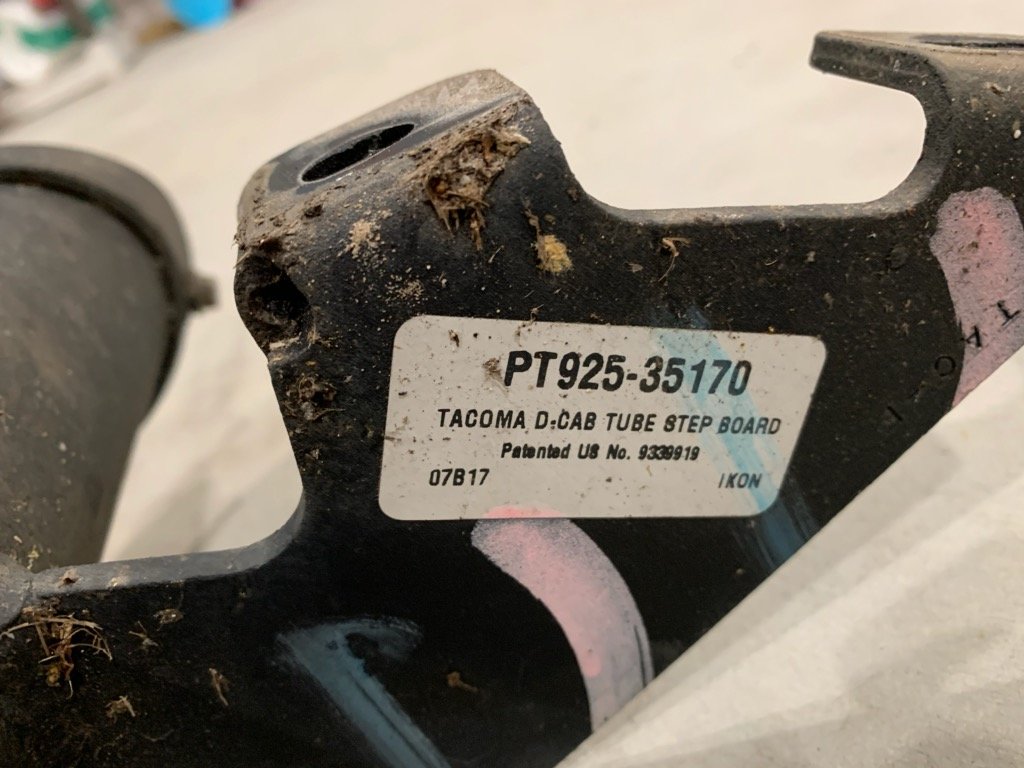 PT925-35170
TACOMA D-CAB TUBE STEP BOARD
Patented US No. 9339919
07B17
IKON